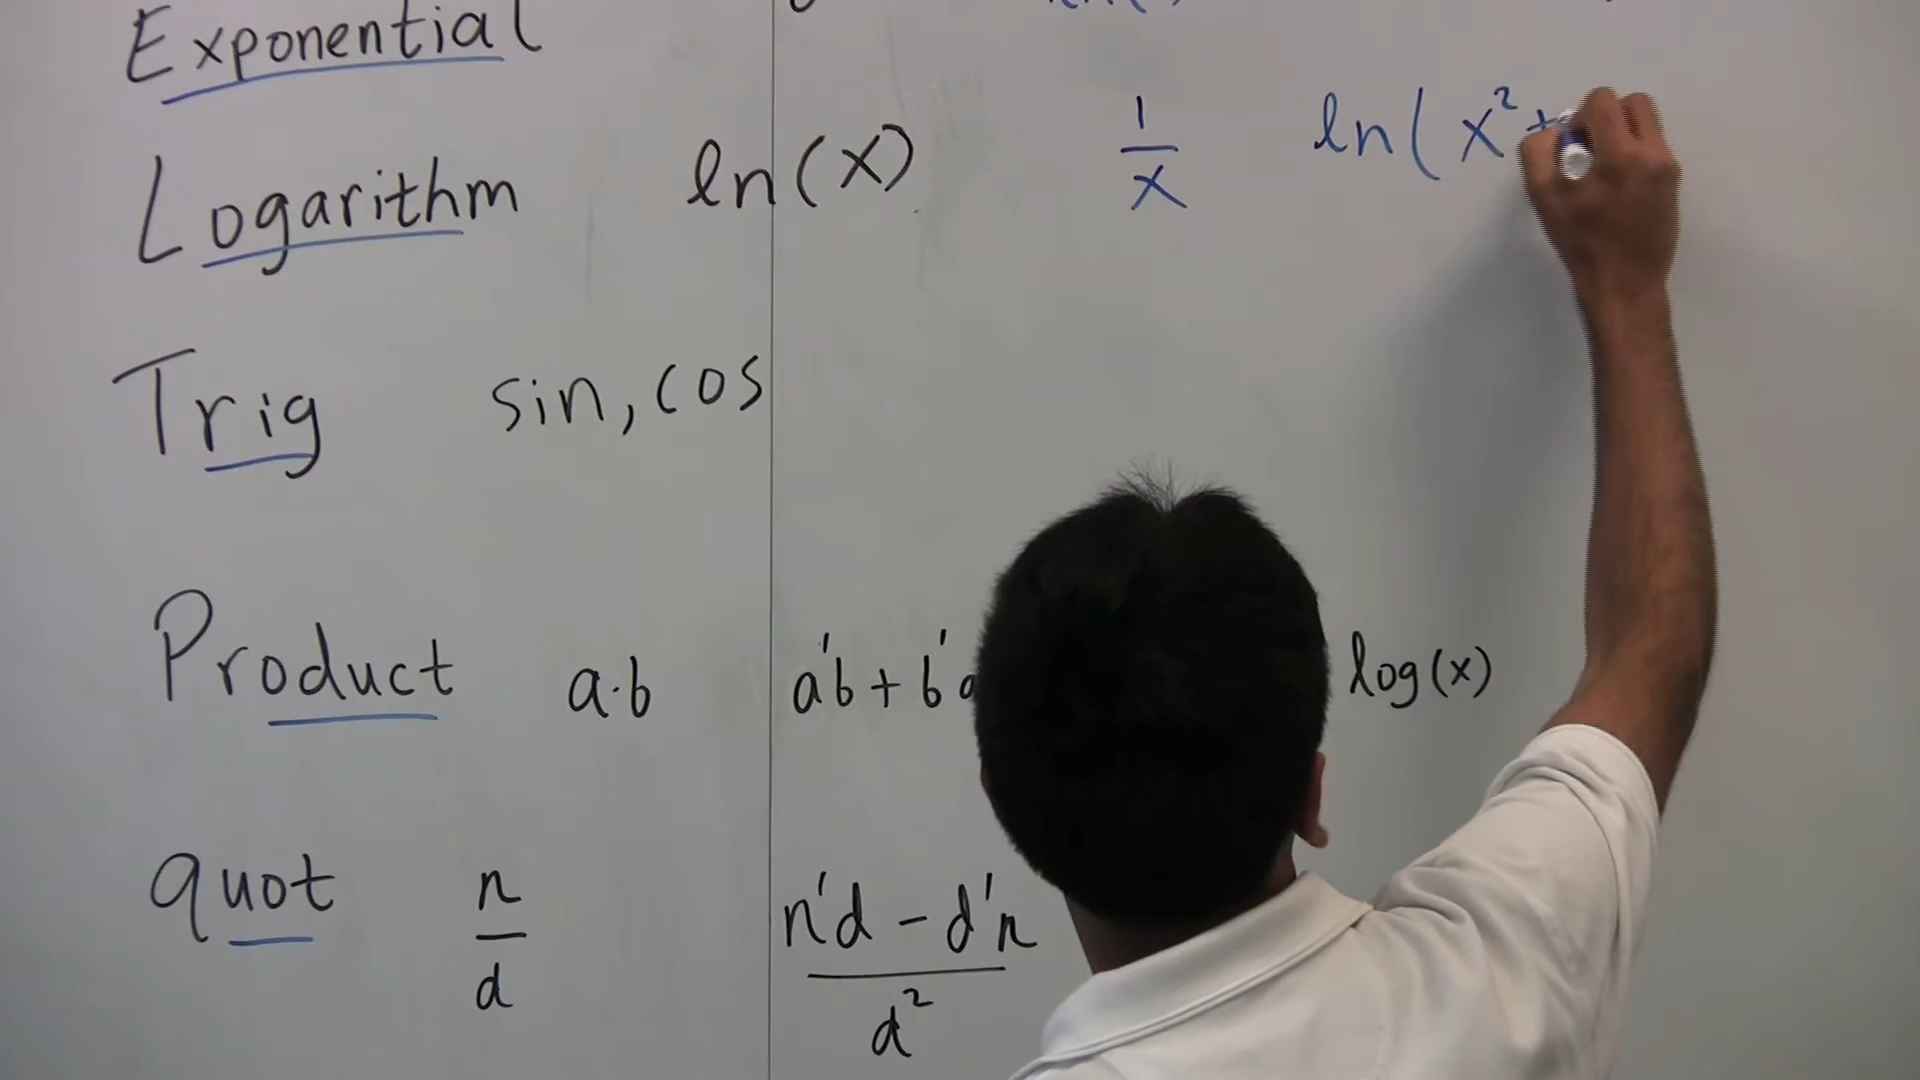 Exponential
Logarithm ln(x) 1/x ln(x²+
Trig sin, cos
Product a·b a'b + b' log(x)
quot n/d (n'd - d'n)/d²